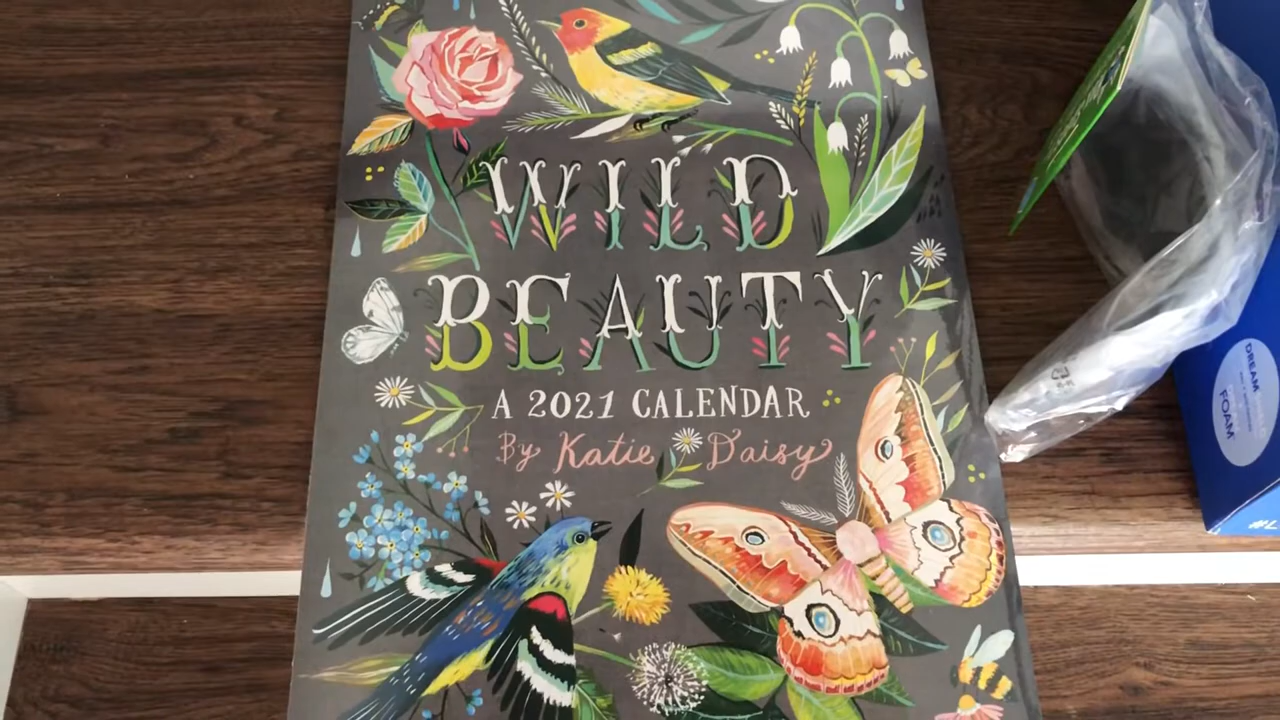 WILD
BEAUTY
A 2021 CALENDAR
By Katie Daisy
DREAM
FOAM